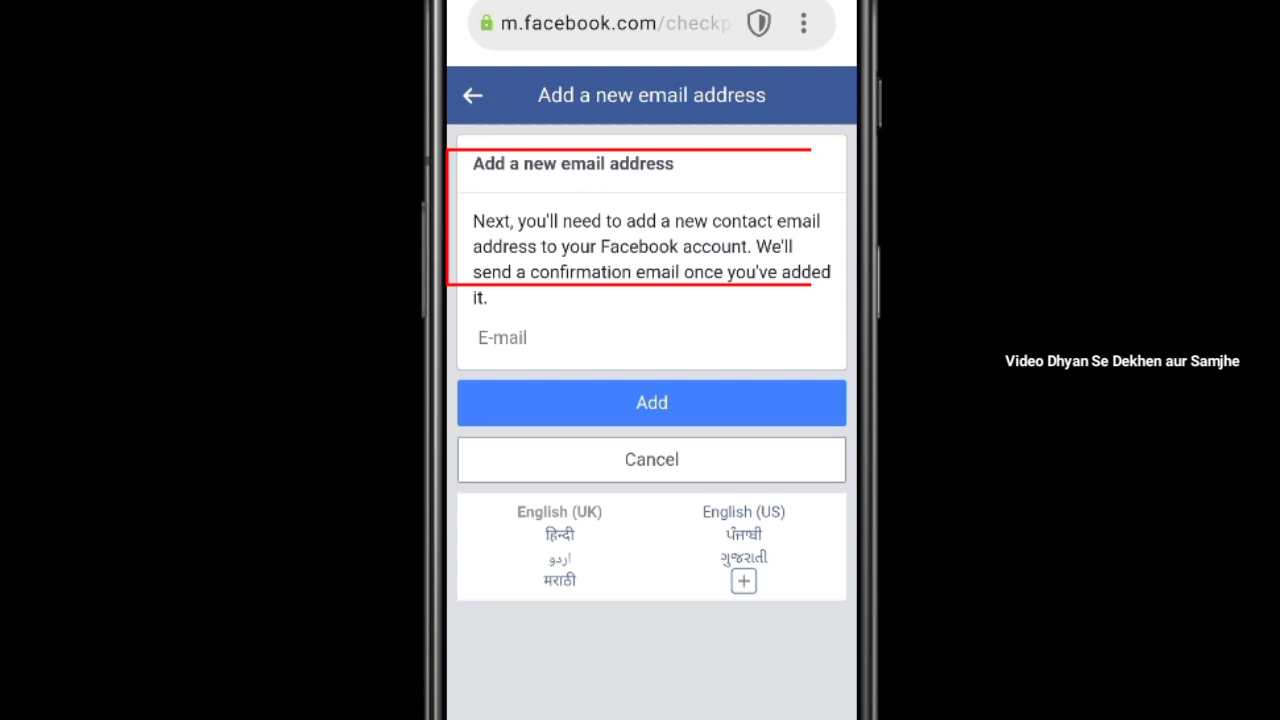 m.facebook.com/checkp
Add a new email address
Add a new email address
Next, you'll need to add a new contact email
address to your Facebook account. We'll
send a confirmation email once you've added
it.
E-mail
Video Dhyan Se Dekhen aur Samjhe
Add
Cancel
English (UK) English (US)
हिन्दी ਪੰਜਾਬੀ
اردو ગુજરાતી
मराठी +